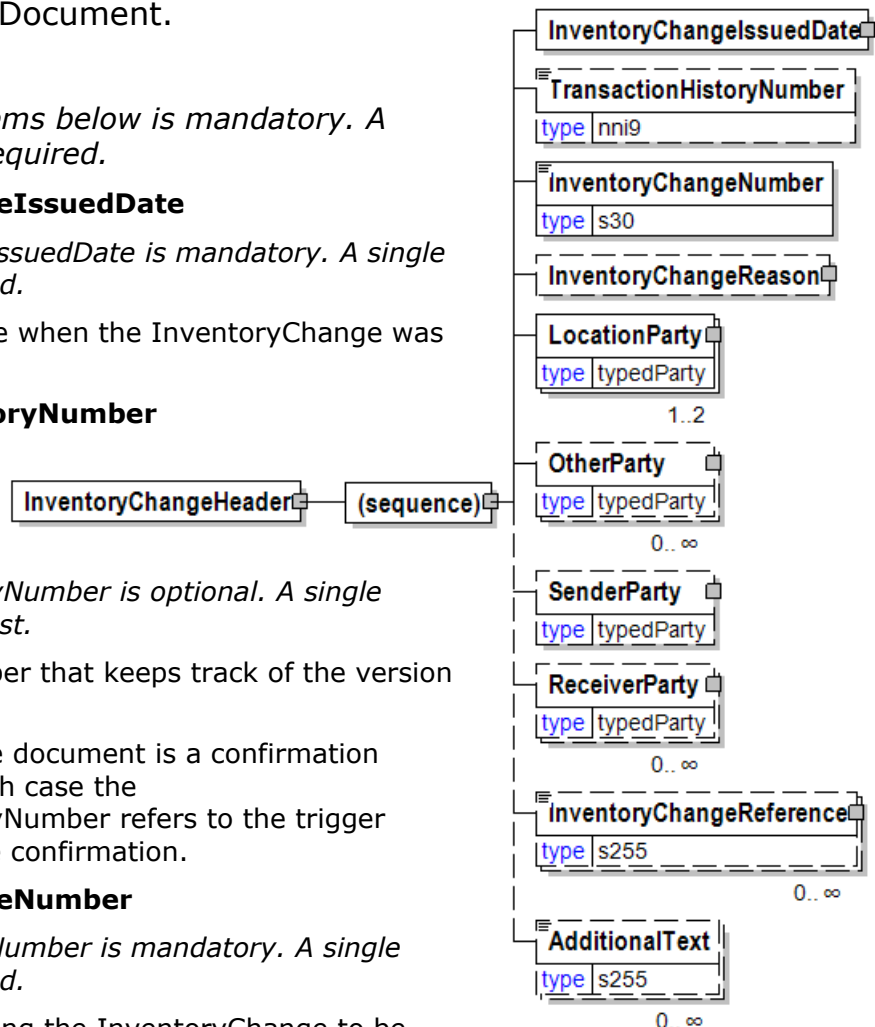 Document.
ems below is mandatory. A
equired.
eIssuedDate
ssuedDate is mandatory. A single
d.
e when the InventoryChange was
oryNumber
yNumber is optional. A single
st.
ber that keeps track of the version
e document is a confirmation
h case the
yNumber refers to the trigger
confirmation.
eNumber
Number is mandatory. A single
d.
ng the InventoryChange to be
InventoryChangeHeader
(sequence)
InventoryChangeIssuedDate
TransactionHistoryNumber
type nni9
InventoryChangeNumber
type s30
InventoryChangeReason
LocationParty
type typedParty
1..2
OtherParty
type typedParty
0.. ∞
SenderParty
type typedParty
ReceiverParty
type typedParty
0.. ∞
InventoryChangeReference
type s255
0.. ∞
AdditionalText
type s255
0.. ∞